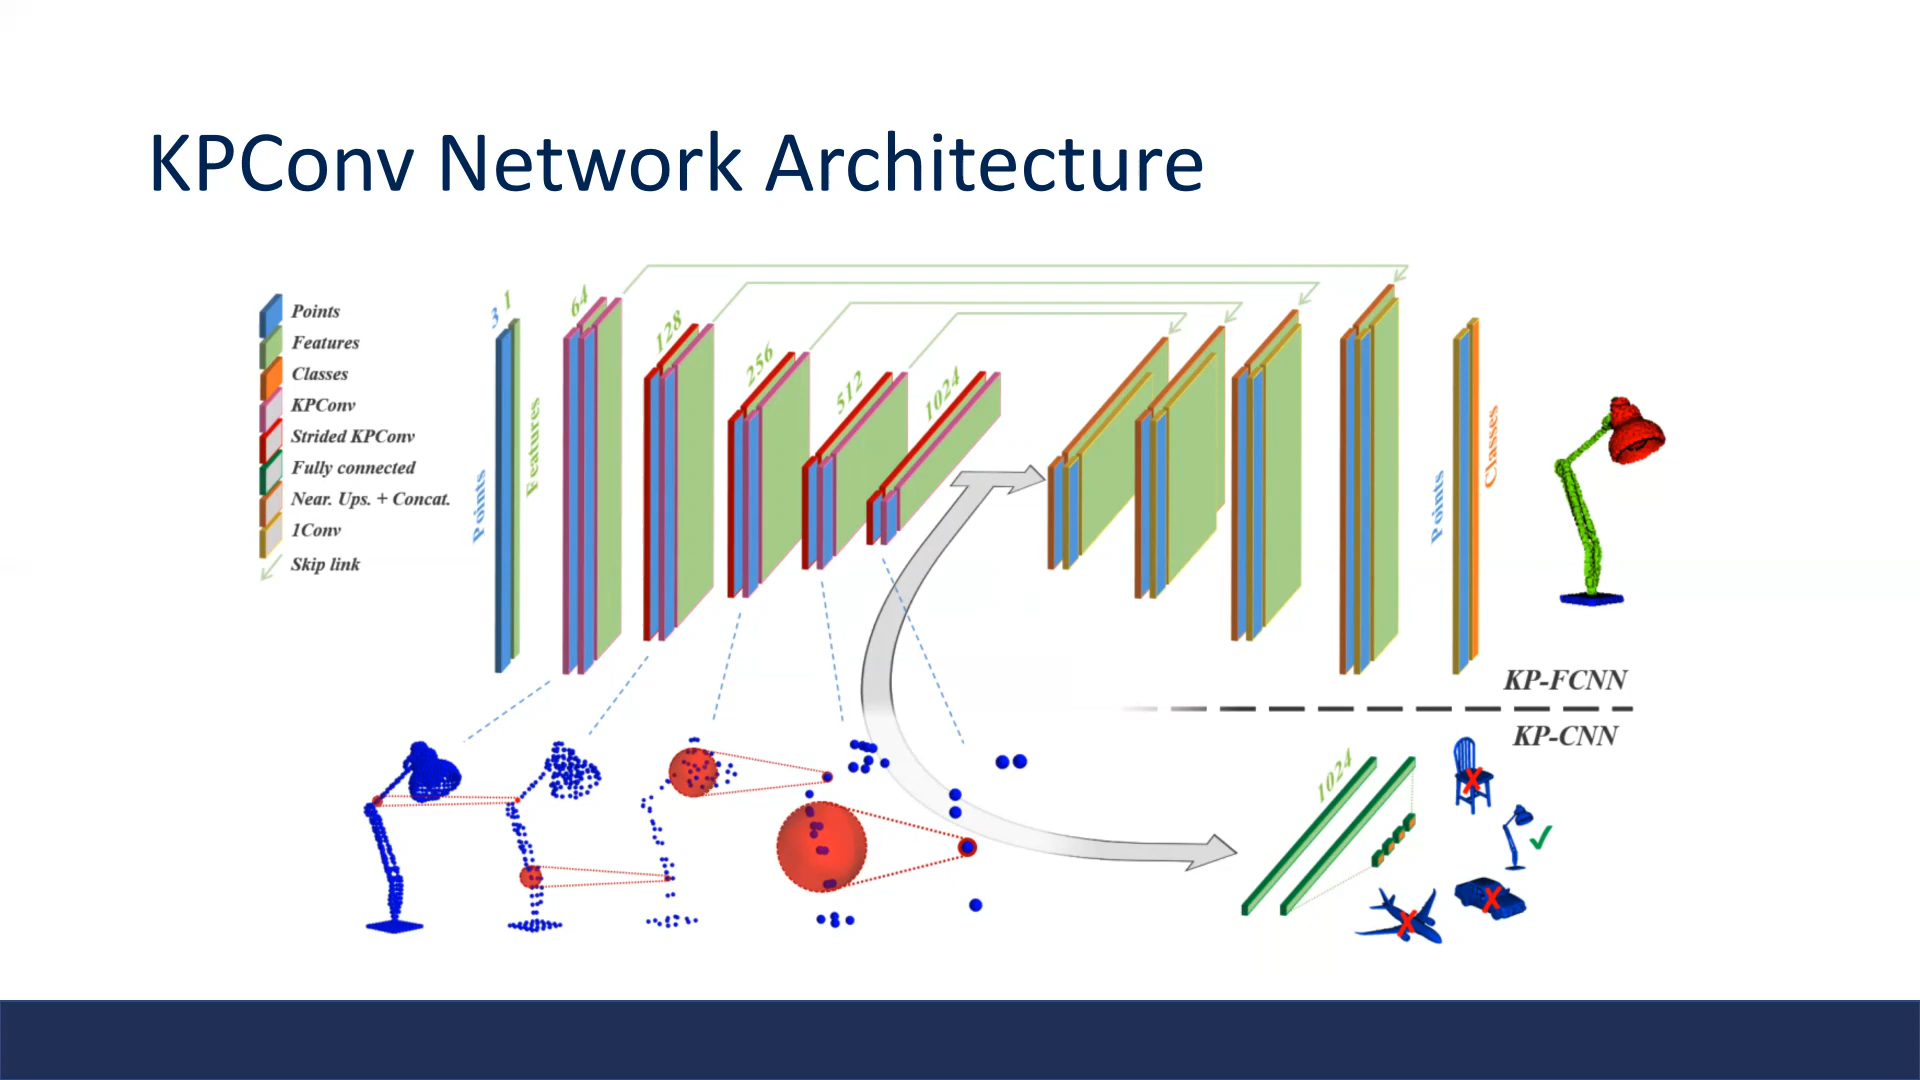 KPConv Network Architecture
Points
Features
Classes
KPConv
Strided KPConv
Fully connected
Near. Ups. + Concat.
1Conv
Skip link
3 1
Points
Features
64
128
256
512
1024
Points
Classes
KP-FCNN
KP-CNN
1024